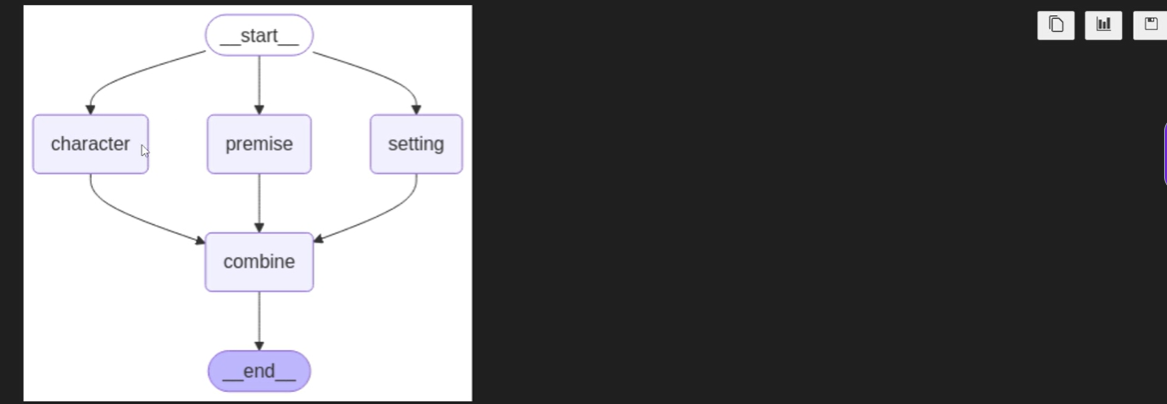 __start__
character
premise
setting
combine
__end__